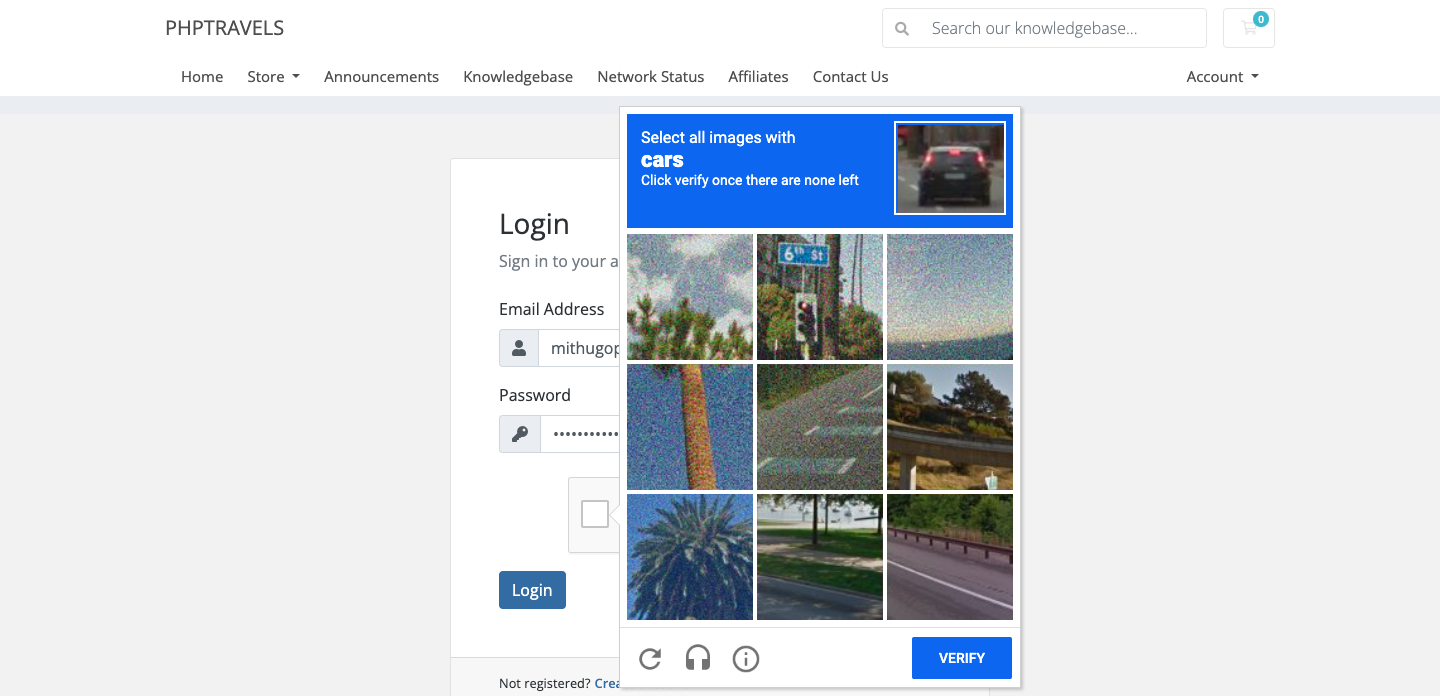 PHPTRAVELS
Search our knowledgebase...
0
Home Store Announcements Knowledgebase Network Status Affiliates Contact Us Account
Select all images with
cars
Click verify once there are none left
6th St
Login
Sign in to your a
Email Address
mithugop
Password
Login
VERIFY
Not registered? Crea